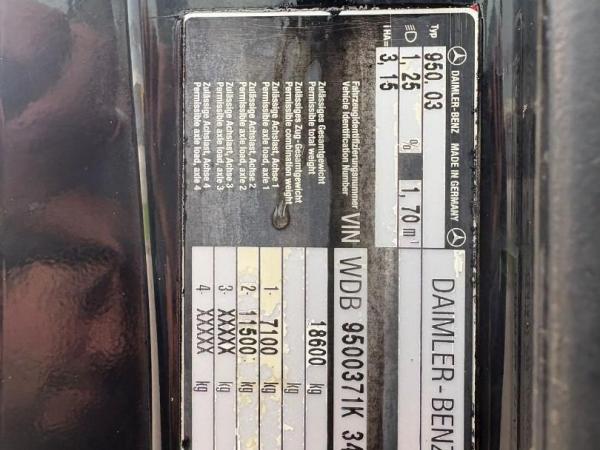 DAIMLER-BENZ MADE IN GERMANY
DAIMLER-BENZ
Typ 950.03
1,25 % 1,70 m
iHA= 3,15
Fahrzeugidentifizierungsnummer
Vehicle Identification Number
VIN WDB 9500371K 34
Zulässiges Gesamtgewicht
Permissible total weight
18600 kg
Zulässiges Zug-Gesamtgewicht
Permissible combination weight
kg
Zulässige Achslast, Achse 1
Permissible axle load, axle 1
1- 7100 kg
Zulässige Achslast, Achse 2
Permissible axle load, axle 2
2- 11500 kg
Zulässige Achslast, Achse 3
Permissible axle load, axle 3
3- XXXXX kg
Zulässige Achslast, Achse 4
Permissible axle load, axle 4
4- XXXXX kg